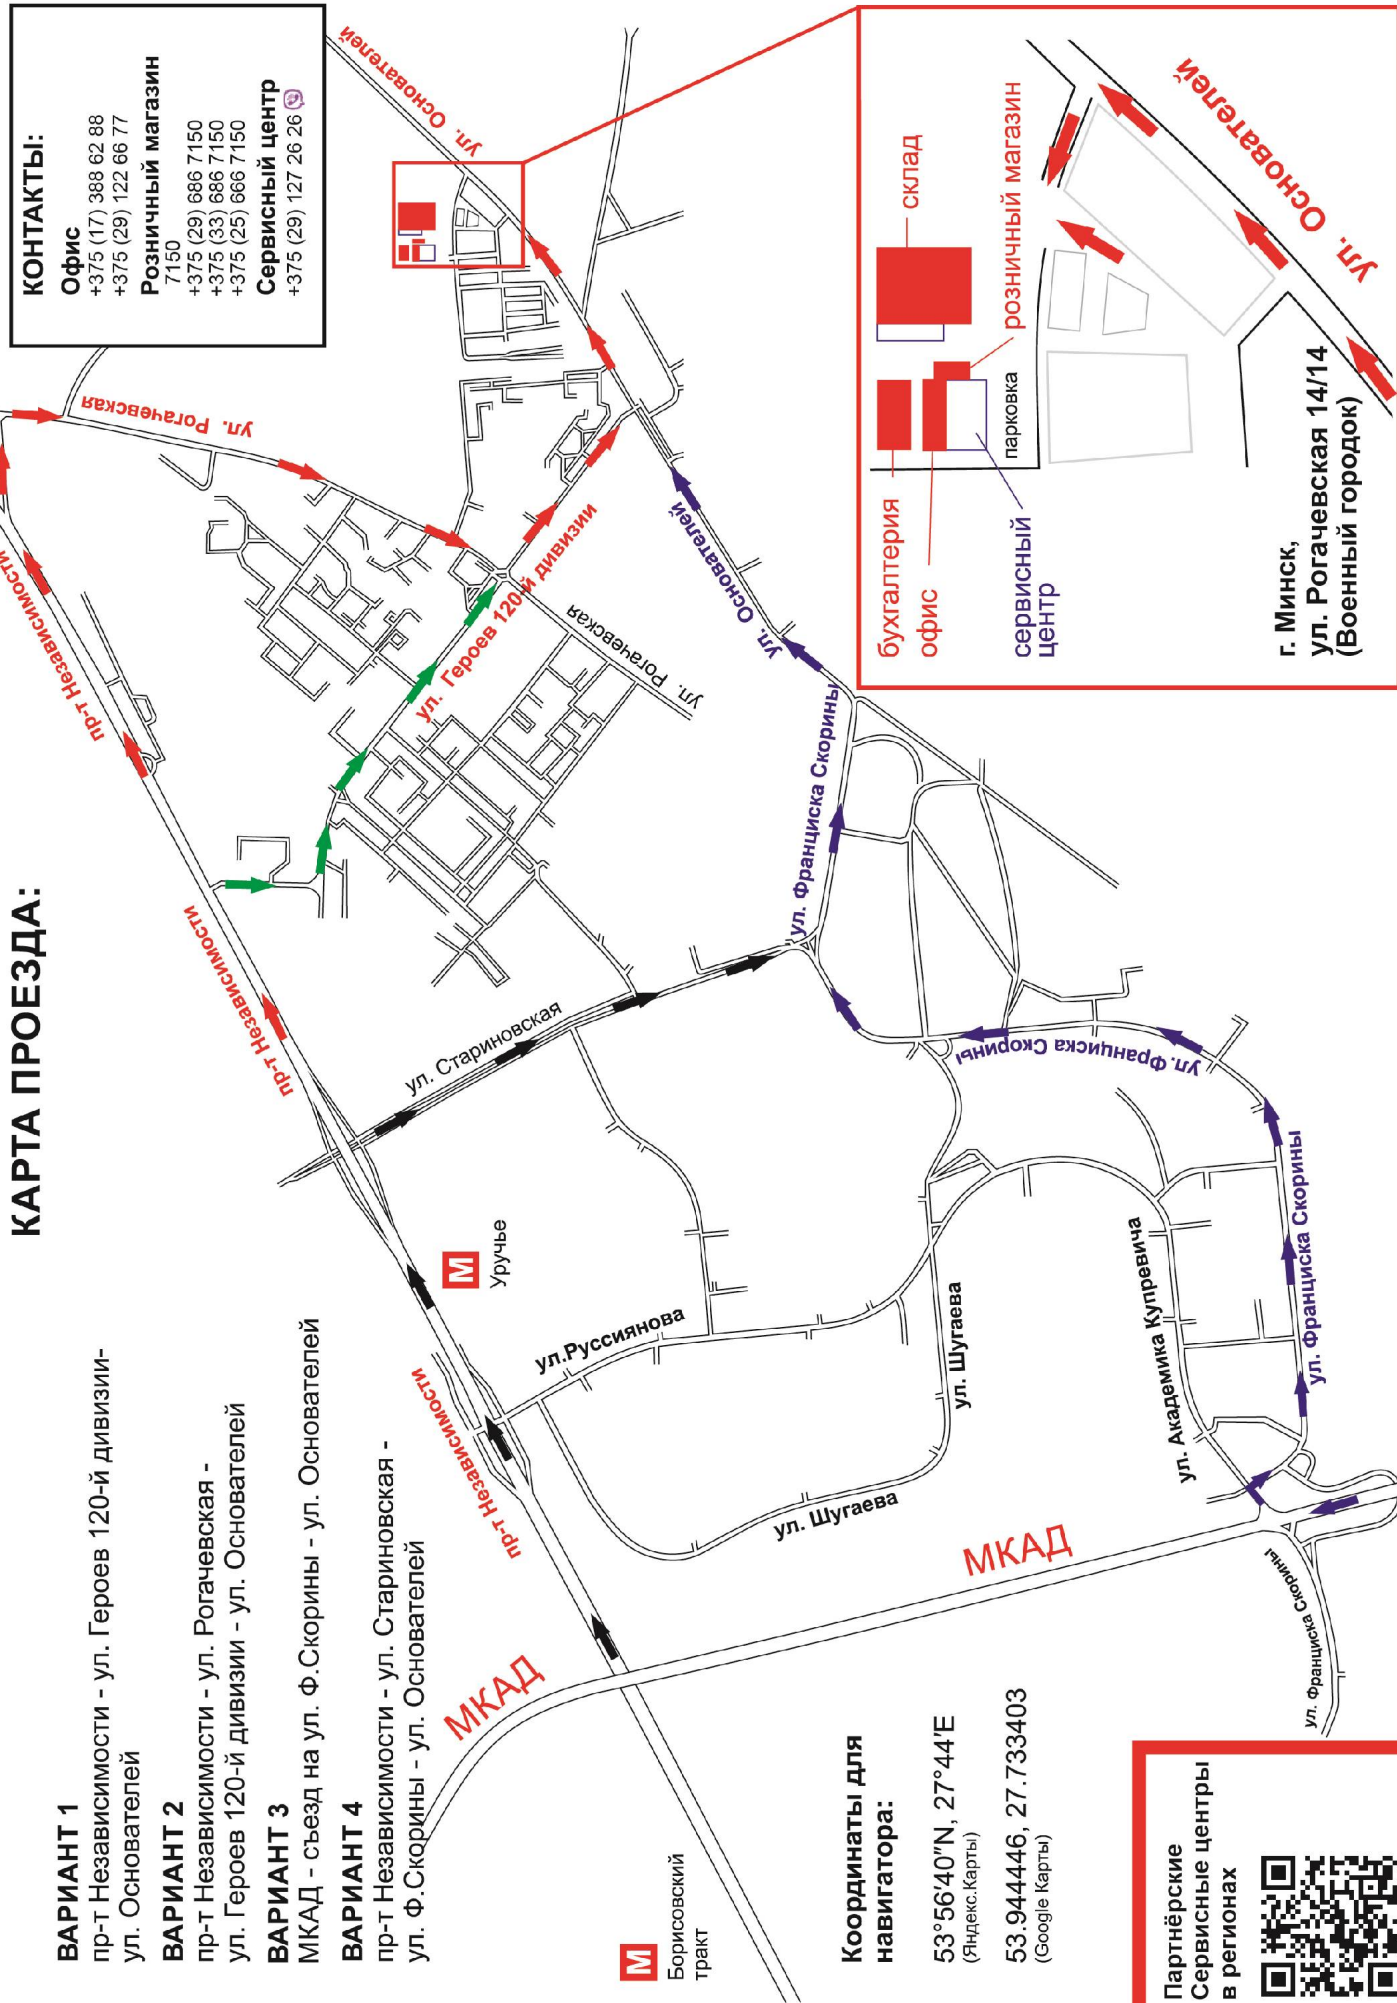 КАРТА ПРОЕЗДА:
ВАРИАНТ 1
пр-т Независимости - ул. Героев 120-й дивизии-
ул. Основателей
ВАРИАНТ 2
пр-т Независимости - ул. Рогачевская -
ул. Героев 120-й дивизии - ул. Основателей
ВАРИАНТ 3
МКАД - съезд на ул. Ф.Скорины - ул. Основателей
ВАРИАНТ 4
пр-т Независимости - ул. Стариновская -
ул. Ф.Скорины - ул. Основателей
КОНТАКТЫ:
Офис
+375 (17) 388 62 88
+375 (29) 122 66 77
Розничный магазин
7150
+375 (29) 686 7150
+375 (33) 686 7150
+375 (25) 666 7150
Сервисный центр
+375 (29) 127 26 26
пр-т Независимости
пр-т Независимости
пр-т Независимости
ул. Рогачевская
ул. Основателей
ул. Героев 120-й дивизии
ул. Рогачевская
ул. Основателей
ул. Стариновская
ул. Франциска Скорины
ул. Франциска Скорины
ул. Франциска Скорины
ул. Франциска Скорины
М
Уручье
ул.Руссиянова
ул. Шугаева
ул. Шугаева
ул. Академика Купревича
МКАД
МКАД
М
Борисовский
тракт
Координаты для
навигатора:
53°56'40"N, 27°44'E
(Яндекс.Карты)
53.944446, 27.733403
(Google Карты)
Партнёрские
Сервисные центры
в регионах
бухгалтерия
офис
сервисный
центр
парковка
склад
розничный магазин
ул. Основателей
г. Минск,
ул. Рогачевская 14/14
(Военный городок)